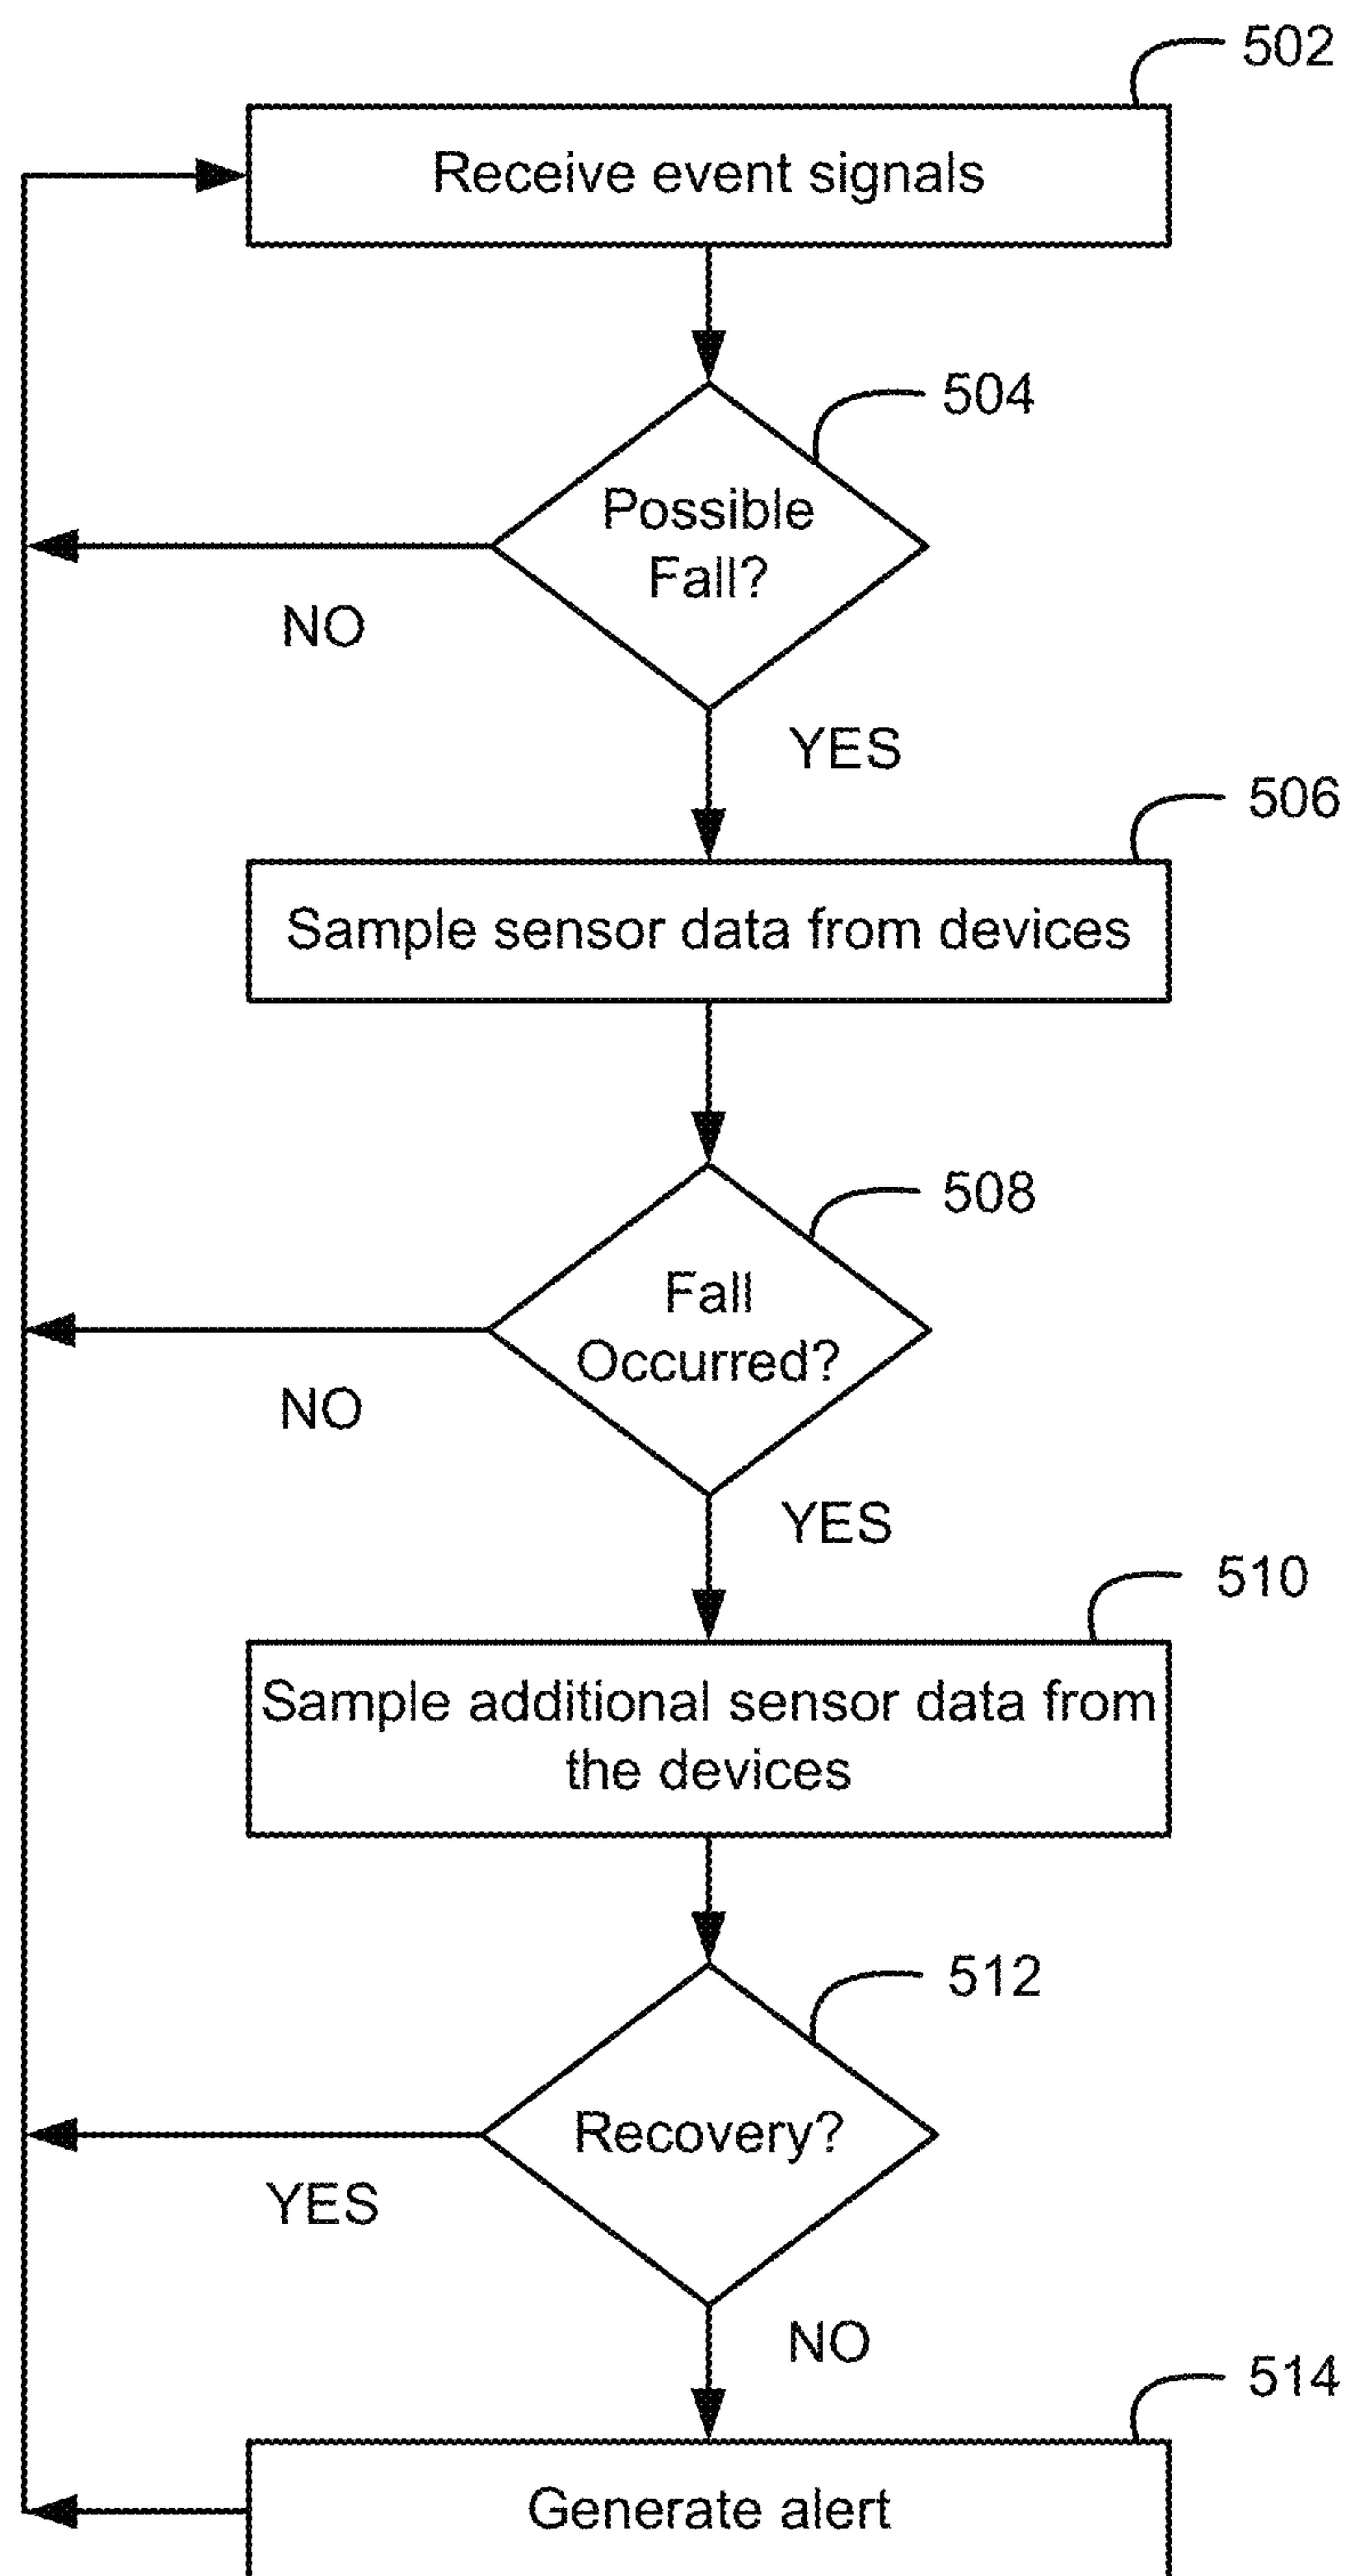 502
Receive event signals
504
Possible
Fall?
NO
YES
506
Sample sensor data from devices
508
Fall
Occurred?
NO
YES
510
Sample additional sensor data from
the devices
512
Recovery?
YES
NO
514
Generate alert